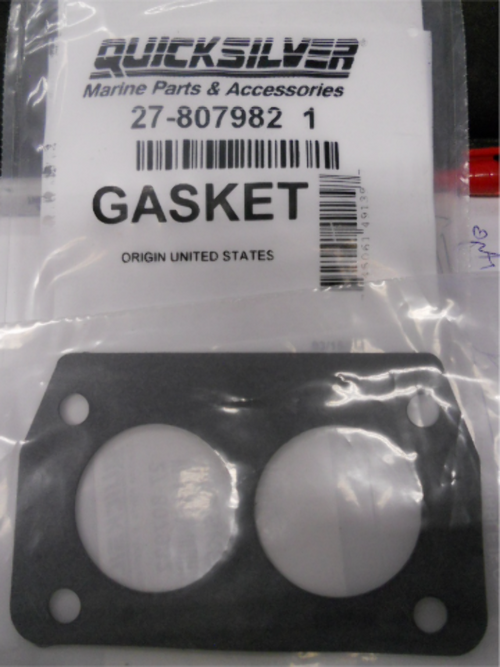 QUICKSILVER
Marine Parts & Accessories
27-807982 1
GASKET
ORIGIN UNITED STATES